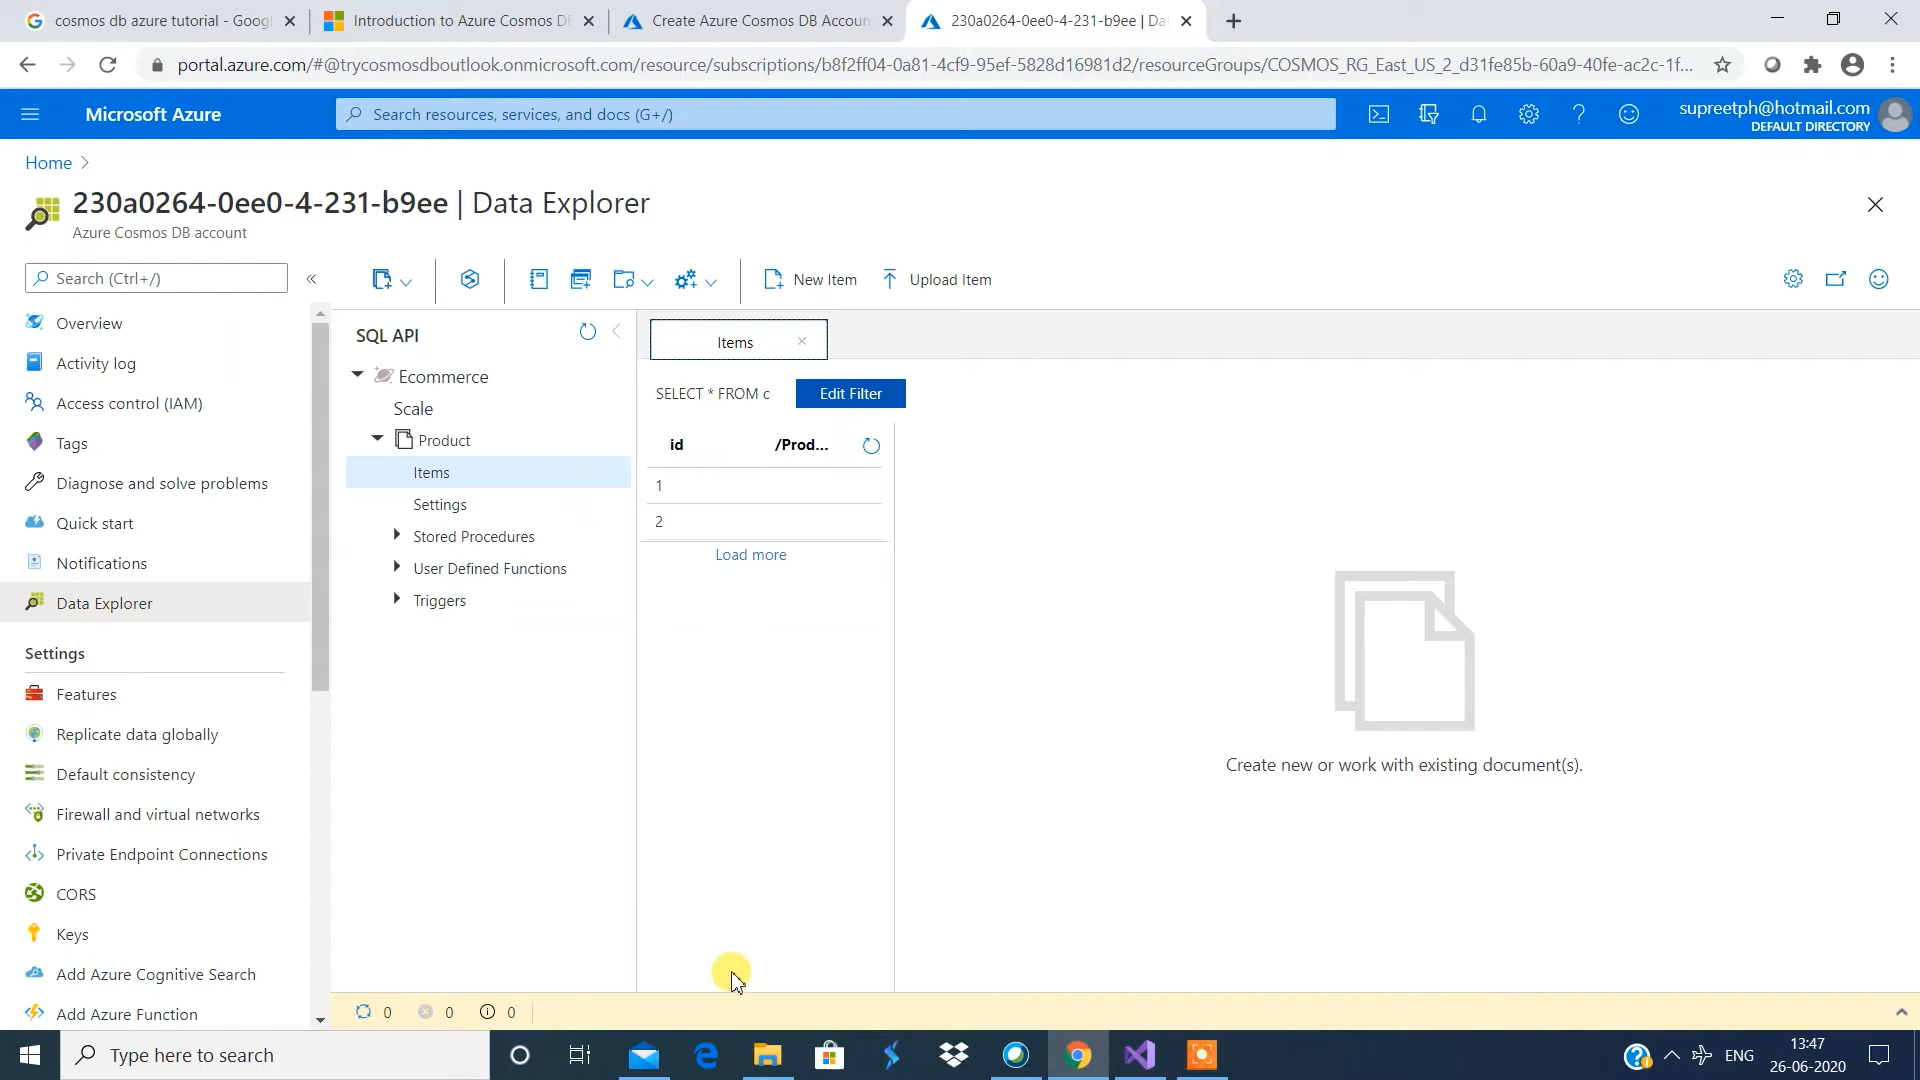 cosmos db azure tutorial - Goog
Introduction to Azure Cosmos D
Create Azure Cosmos DB Accoun
230a0264-0ee0-4-231-b9ee | Da
portal.azure.com/#@trycosmosdboutlook.onmicrosoft.com/resource/subscriptions/b8f2ff04-0a81-4cf9-95ef-5828d16981d2/resourceGroups/COSMOS_RG_East_US_2_d31fe85b-60a9-40fe-ac2c-1f...
Microsoft Azure
Search resources, services, and docs (G+/)
supreetph@hotmail.com
DEFAULT DIRECTORY
Home
230a0264-0ee0-4-231-b9ee | Data Explorer
Azure Cosmos DB account
Search (Ctrl+/)
New Item
Upload Item
Overview
Activity log
Access control (IAM)
Tags
Diagnose and solve problems
Quick start
Notifications
Data Explorer
Settings
Features
Replicate data globally
Default consistency
Firewall and virtual networks
Private Endpoint Connections
CORS
Keys
Add Azure Cognitive Search
Add Azure Function
SQL API
Ecommerce
Scale
Product
Items
Settings
Stored Procedures
User Defined Functions
Triggers
Items
SELECT * FROM c
Edit Filter
id /Prod...
1
2
Load more
Create new or work with existing document(s).
0 0 0
Type here to search
ENG
13:47
26-06-2020